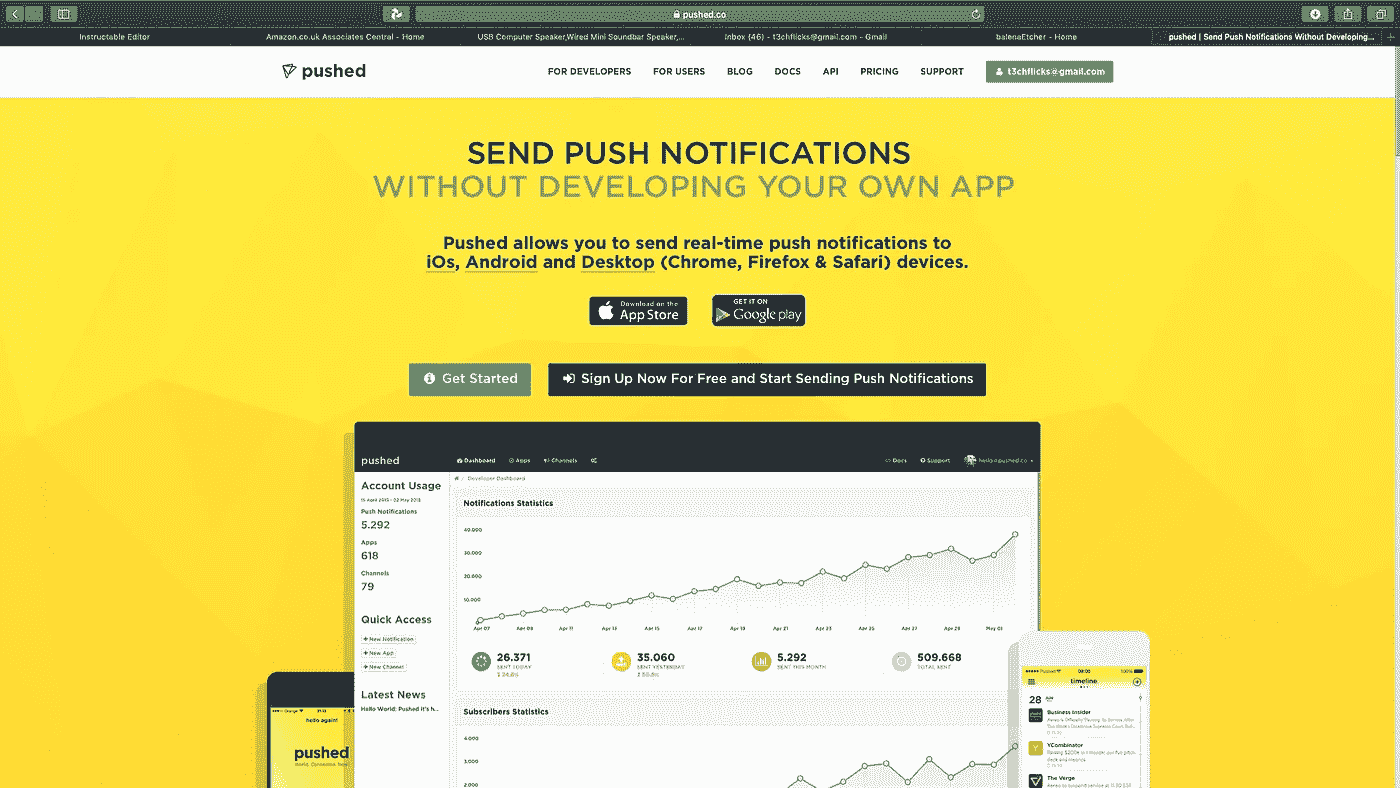 pushed.co
Instructable Editor
Amazon.co.uk Associates Central - Home
USB Computer Speaker,Wired Mini Soundbar Speaker,...
Inbox (46) - t3chflicks@gmail.com - Gmail
balenaEtcher - Home
pushed | Send Push Notifications Without Developing...
pushed
FOR DEVELOPERS
FOR USERS
BLOG
DOCS
API
PRICING
SUPPORT
t3chflicks@gmail.com
SEND PUSH NOTIFICATIONS
WITHOUT DEVELOPING YOUR OWN APP
Pushed allows you to send real-time push notifications to
iOs, Android and Desktop (Chrome, Firefox & Safari) devices.
Download on the
App Store
GET IT ON
Google play
Get Started
Sign Up Now For Free and Start Sending Push Notifications
pushed
Dashboard
Apps
Channels
Docs
Support
hello@pushed.co
Account Usage
Push Notifications
5.292
Apps
618
Channels
79
Quick Access
+ New Notification
+ New App
+ New Channel
Latest News
Hello World: Pushed it's h...
Developer Dashboard
Notifications Statistics
40.000
30.000
20.000
10.000
Apr 07
Apr 09
Apr 11
Apr 13
Apr 15
Apr 17
Apr 19
Apr 21
Apr 23
Apr 25
Apr 27
Apr 29
May 01
26.371
SENT TODAY
35.060
SENT YESTERDAY
5.292
SENT THIS MONTH
509.668
TOTAL SENT
Subscribers Statistics
4.000
3.000
2.000
hello again!
pushed
timeline
28
Business Insider
YCombinator
The Verge